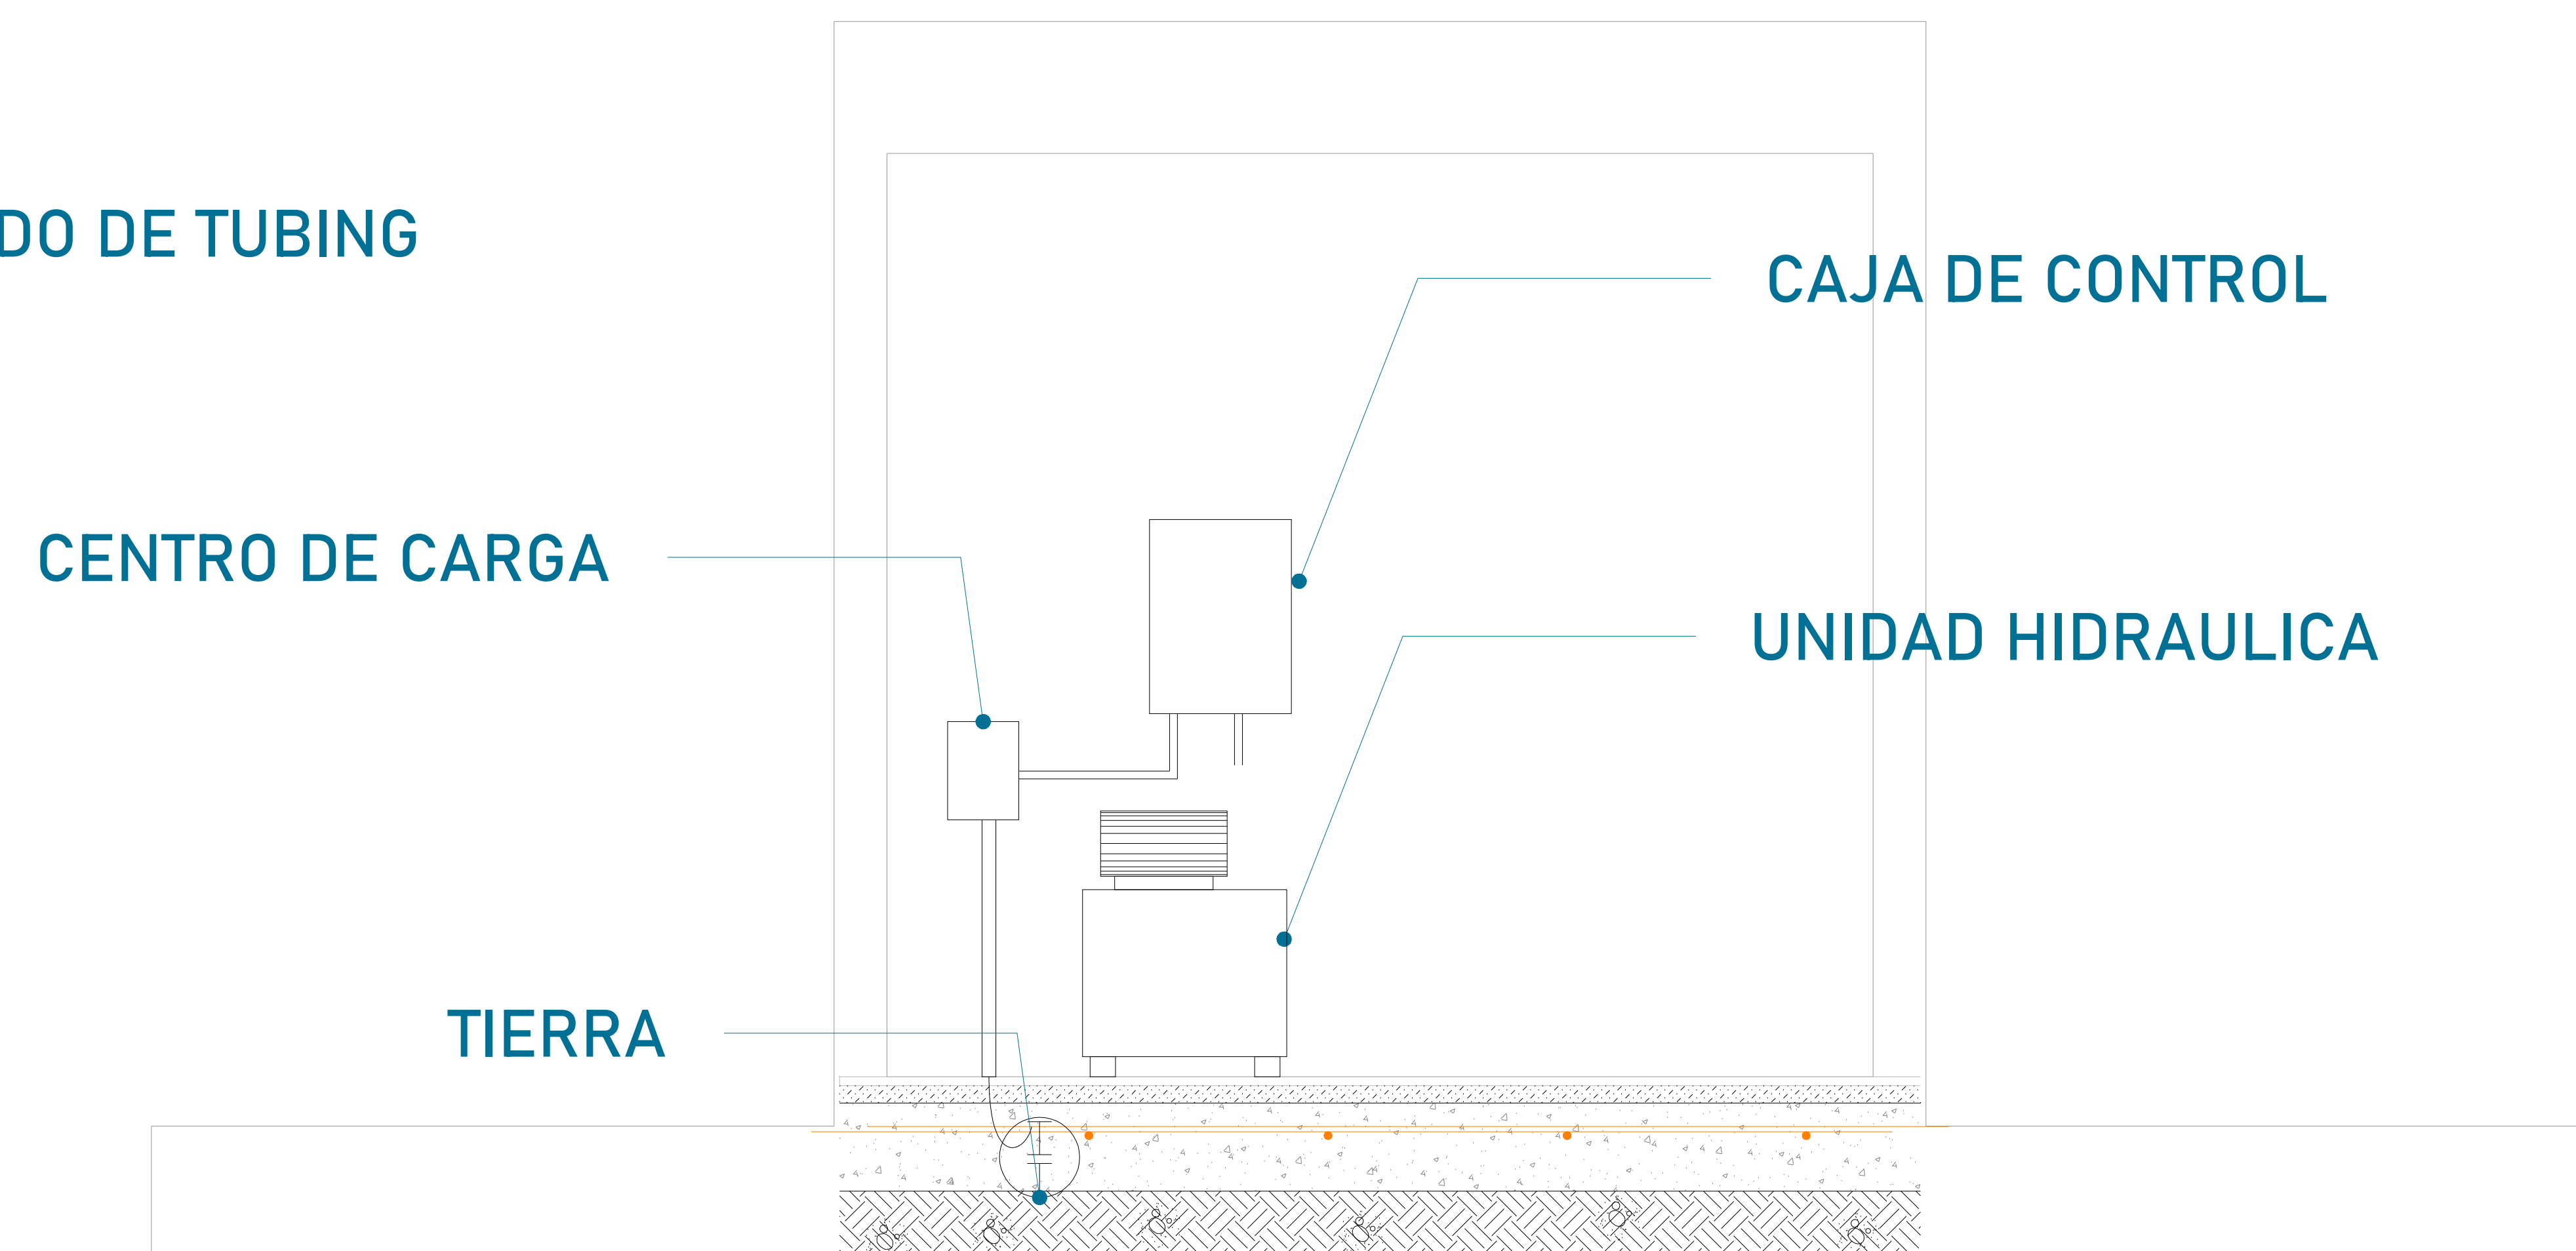 DO DE TUBING
CAJA DE CONTROL
CENTRO DE CARGA
UNIDAD HIDRAULICA
TIERRA